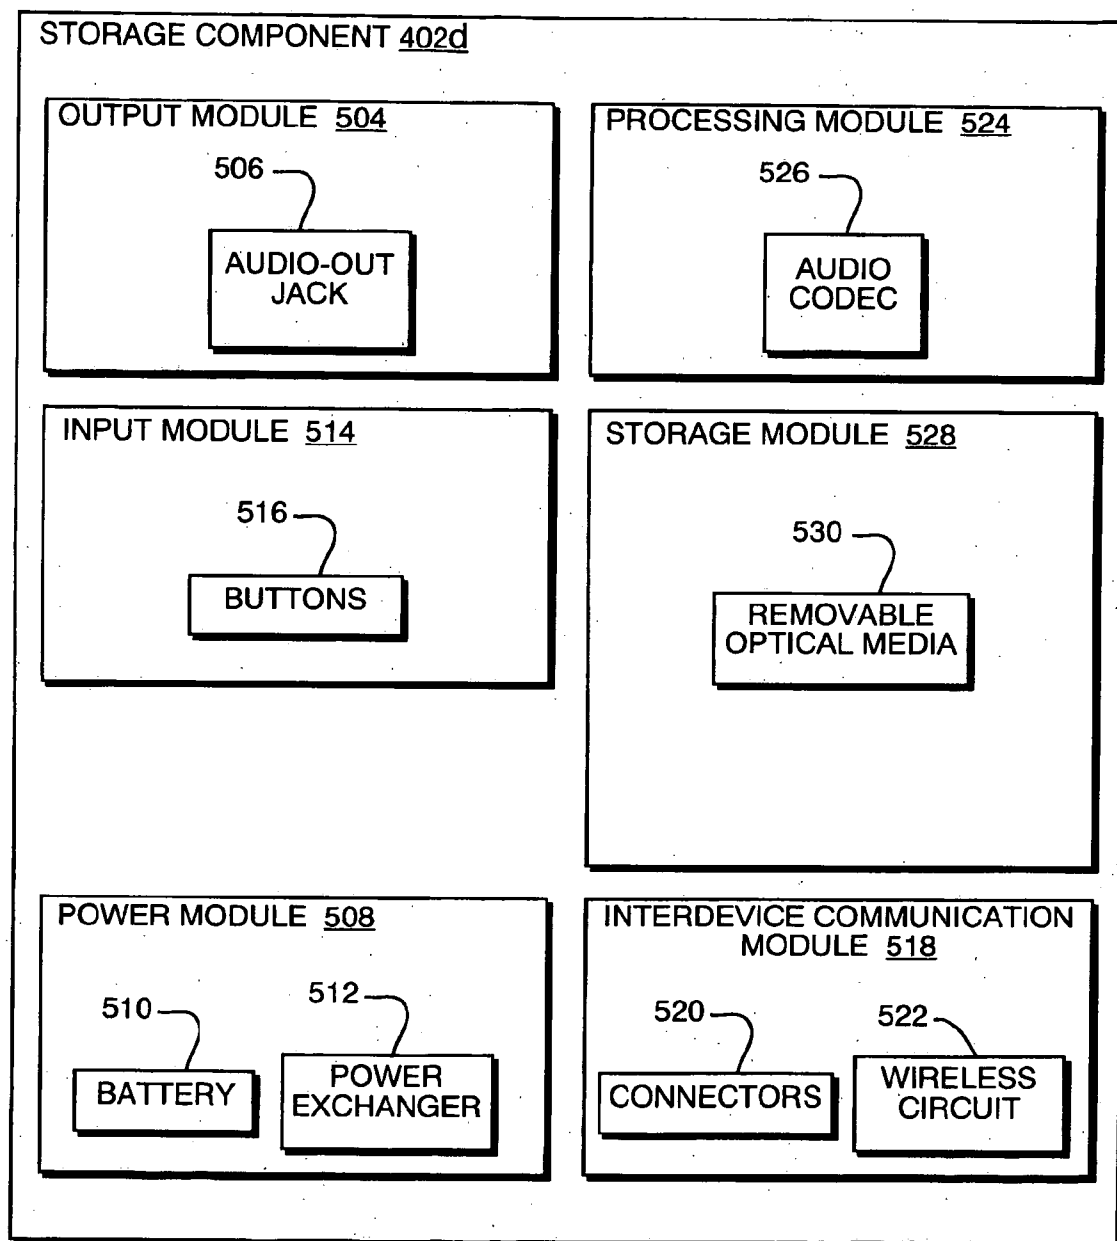 STORAGE COMPONENT 402d
OUTPUT MODULE 504
506
AUDIO-OUT
JACK
PROCESSING MODULE 524
526
AUDIO
CODEC
INPUT MODULE 514
516
BUTTONS
STORAGE MODULE 528
530
REMOVABLE
OPTICAL MEDIA
POWER MODULE 508
510
BATTERY
512
POWER
EXCHANGER
INTERDEVICE COMMUNICATION
MODULE 518
520
CONNECTORS
522
WIRELESS
CIRCUIT